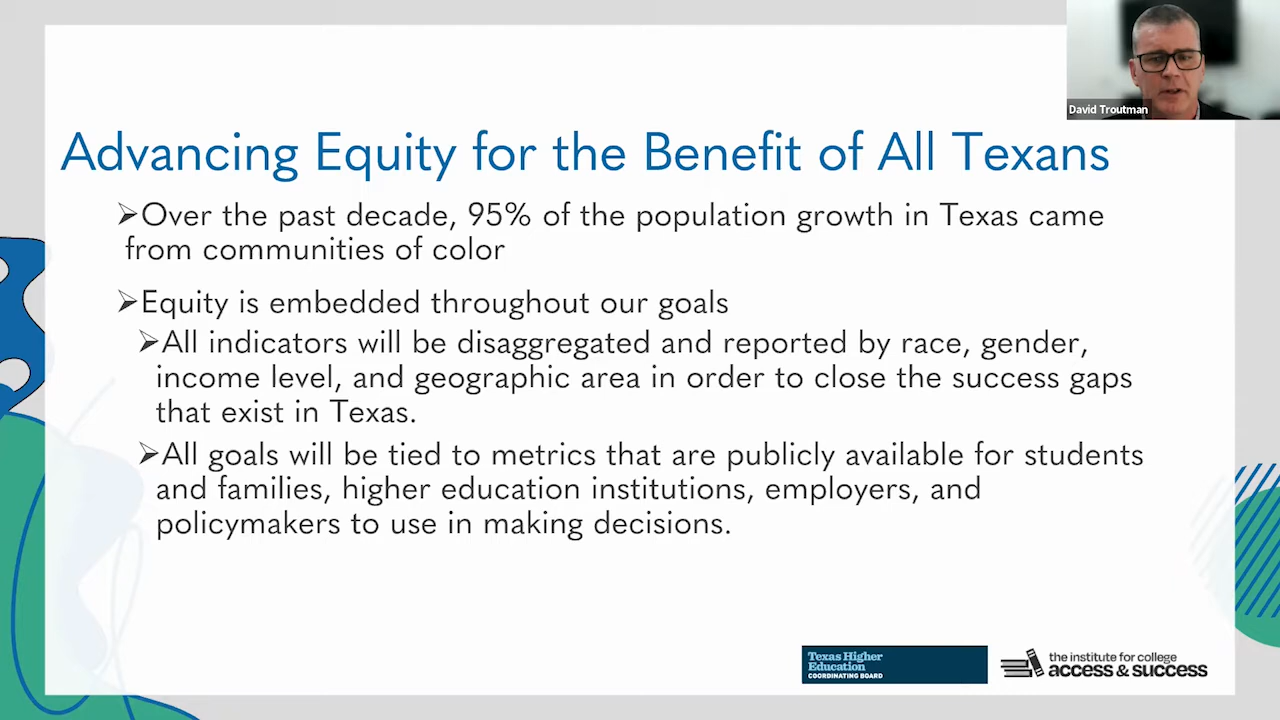 David Troutman
Advancing Equity for the Benefit of All Texans
➢Over the past decade, 95% of the population growth in Texas came
from communities of color
➢Equity is embedded throughout our goals
➢All indicators will be disaggregated and reported by race, gender,
income level, and geographic area in order to close the success gaps
that exist in Texas.
➢All goals will be tied to metrics that are publicly available for students
and families, higher education institutions, employers, and
policymakers to use in making decisions.
Texas Higher
Education
COORDINATING BOARD
the institute for college
access & success